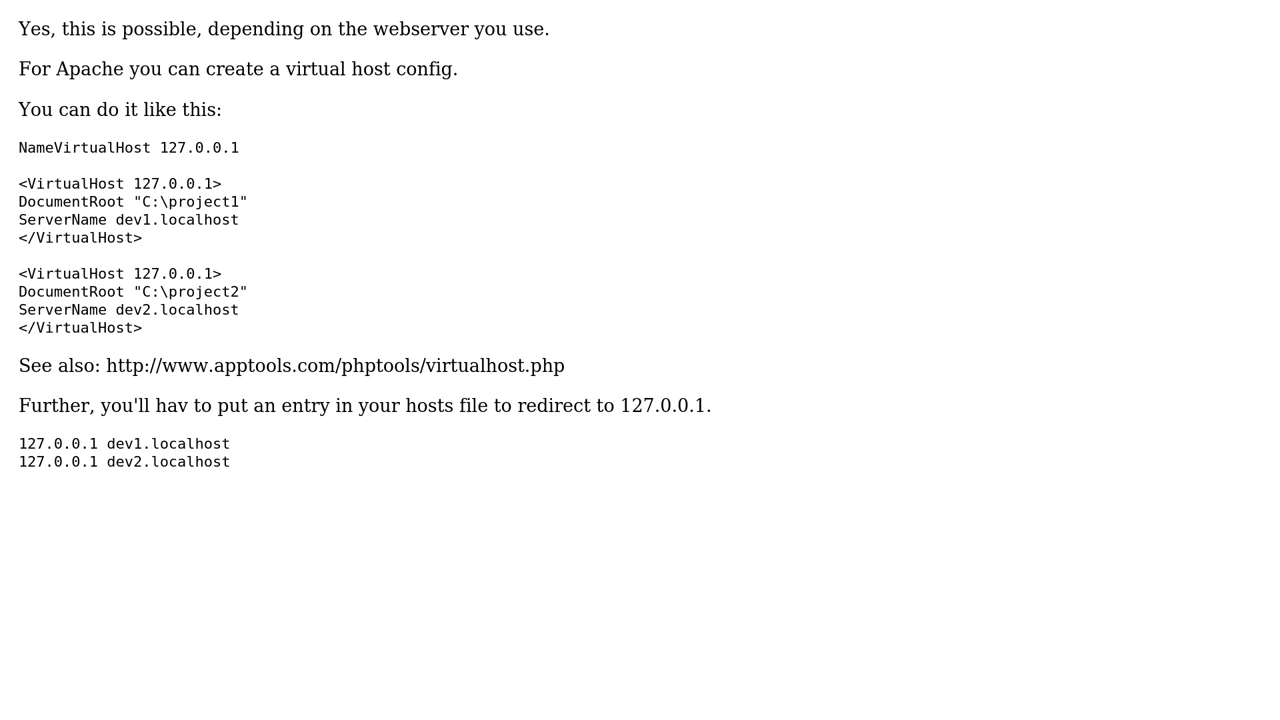 Yes, this is possible, depending on the webserver you use.
For Apache you can create a virtual host config.
You can do it like this:
NameVirtualHost 127.0.0.1
<VirtualHost 127.0.0.1>
DocumentRoot "C:\project1"
ServerName dev1.localhost
</VirtualHost>
<VirtualHost 127.0.0.1>
DocumentRoot "C:\project2"
ServerName dev2.localhost
</VirtualHost>
See also: http://www.apptools.com/phptools/virtualhost.php
Further, you'll hav to put an entry in your hosts file to redirect to 127.0.0.1.
127.0.0.1 dev1.localhost
127.0.0.1 dev2.localhost